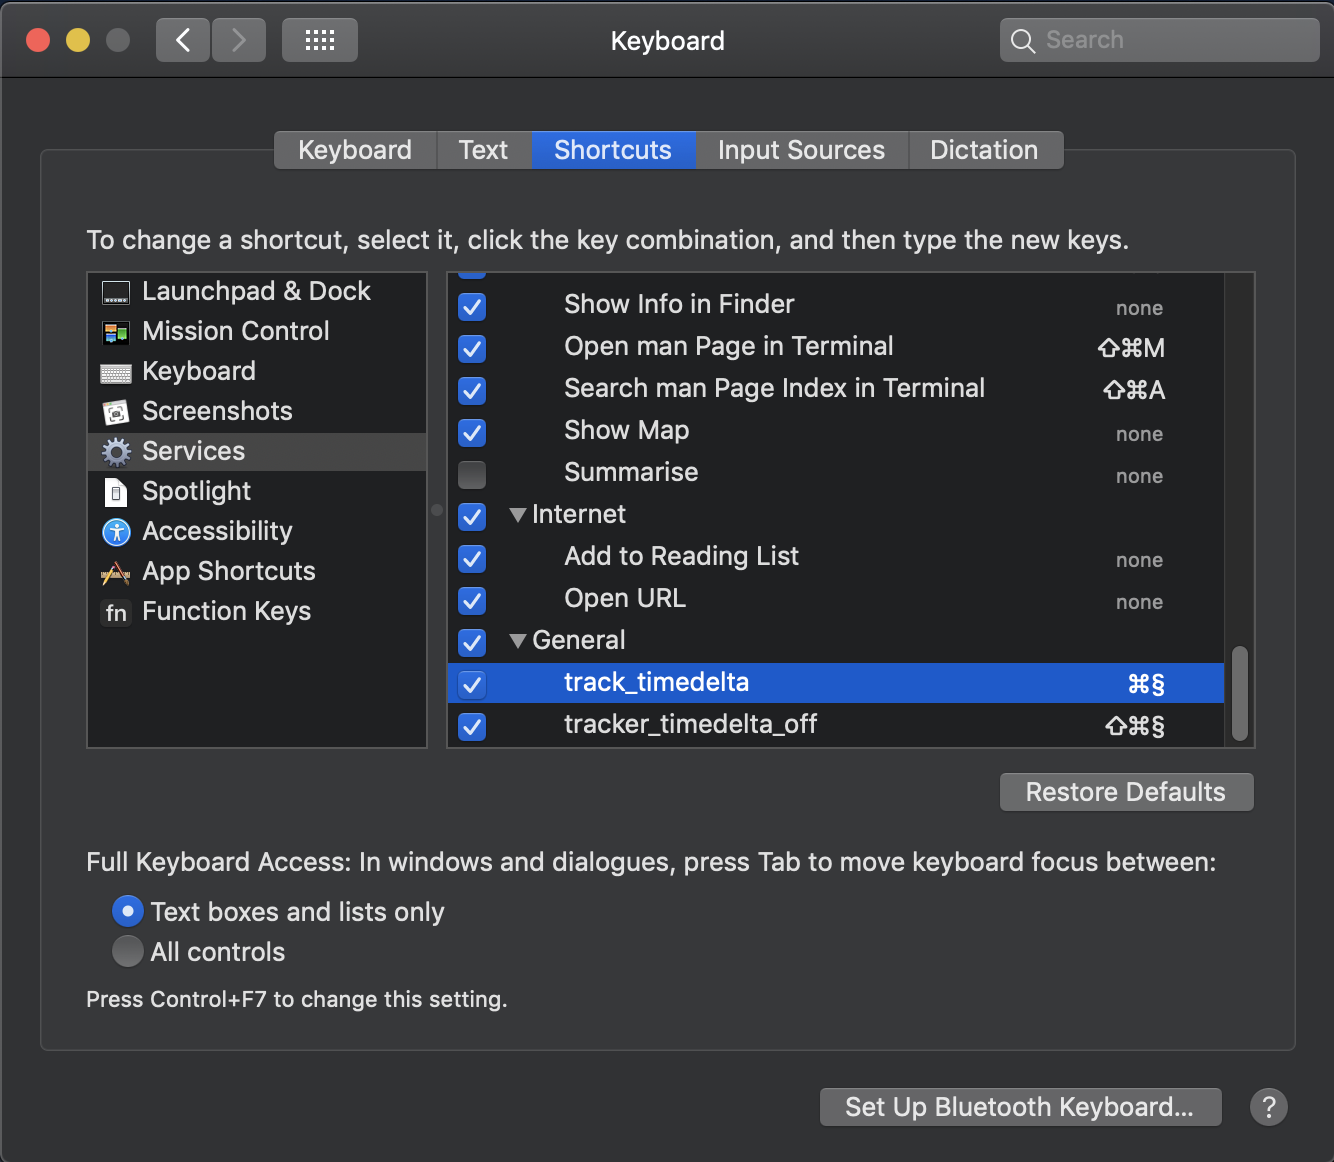 Keyboard
Search
Keyboard Text Shortcuts Input Sources Dictation
To change a shortcut, select it, click the key combination, and then type the new keys.
Launchpad & Dock
Mission Control
Keyboard
Screenshots
Services
Spotlight
Accessibility
App Shortcuts
fn Function Keys
Show Info in Finder none
Open man Page in Terminal ⇧⌘M
Search man Page Index in Terminal ⇧⌘A
Show Map none
Summarise none
Internet
Add to Reading List none
Open URL none
General
track_timedelta ⌘§
tracker_timedelta_off ⇧⌘§
Restore Defaults
Full Keyboard Access: In windows and dialogues, press Tab to move keyboard focus between:
Text boxes and lists only
All controls
Press Control+F7 to change this setting.
Set Up Bluetooth Keyboard... ?